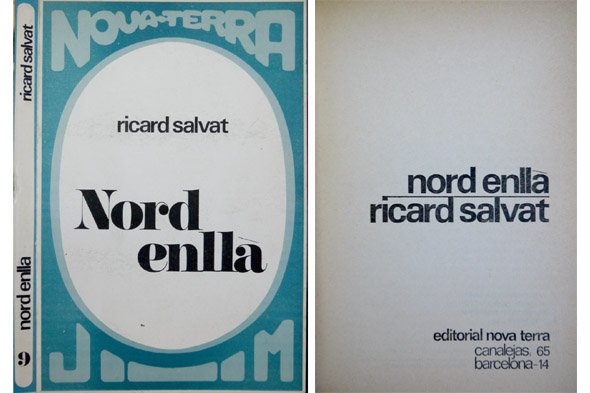 ricard salvat
nord enlla
9
NOVA-TERRA
ricard salvat
Nord
enllà
J M
nord enllà
ricard salvat
editorial nova terra
canalejas, 65
barcelona-14